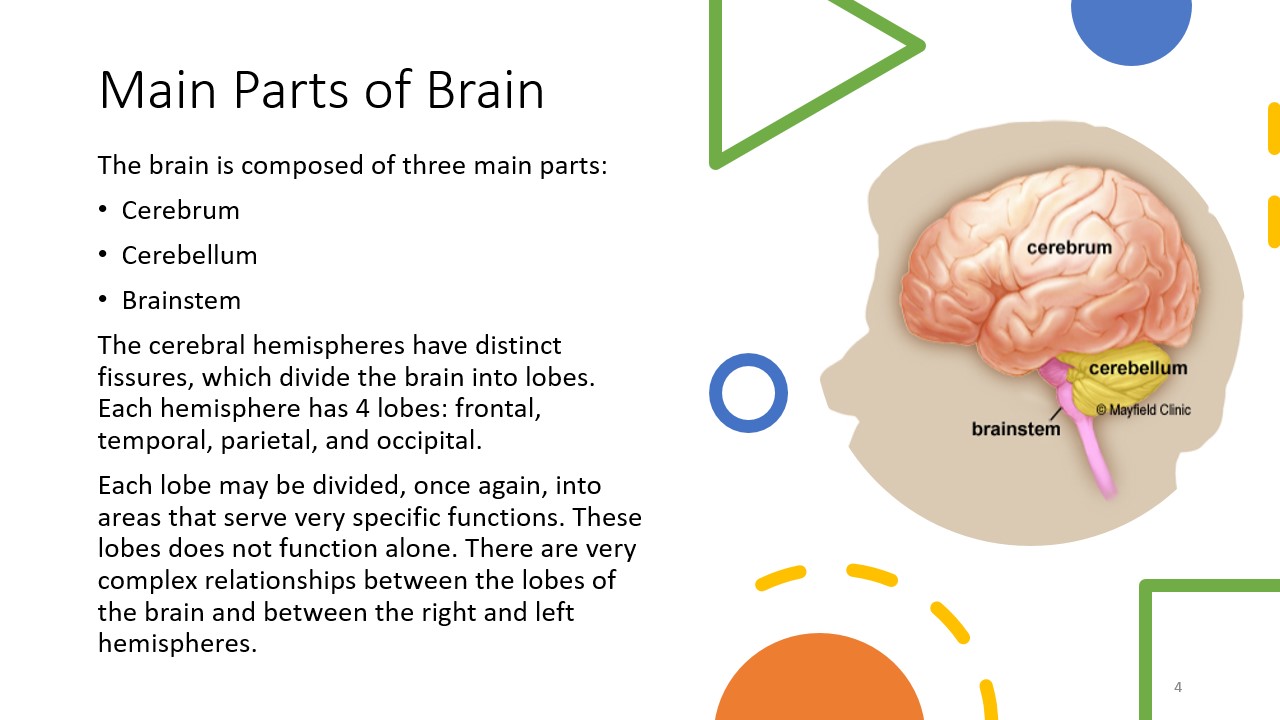 Main Parts of Brain
The brain is composed of three main parts:
• Cerebrum
• Cerebellum
• Brainstem
The cerebral hemispheres have distinct
fissures, which divide the brain into lobes.
Each hemisphere has 4 lobes: frontal,
temporal, parietal, and occipital.
Each lobe may be divided, once again, into
areas that serve very specific functions. These
lobes does not function alone. There are very
complex relationships between the lobes of
the brain and between the right and left
hemispheres.
cerebrum
cerebellum
© Mayfield Clinic
brainstem
4